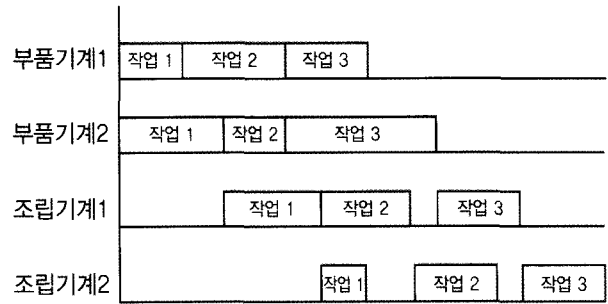 부품기계1 작업 1 작업 2 작업 3
부품기계2 작업 1 작업 2 작업 3
조립기계1 작업 1 작업 2 작업 3
조립기계2 작업 1 작업 2 작업 3